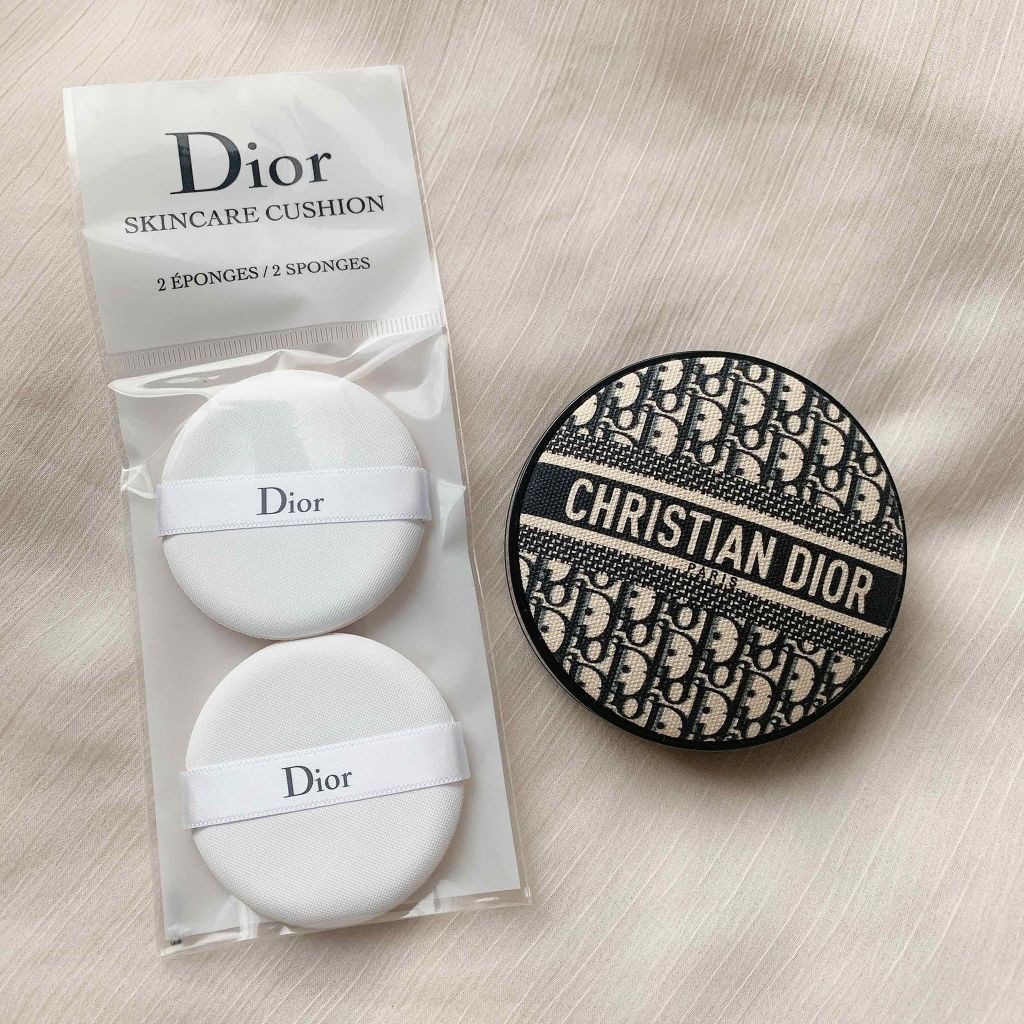 Dior
SKINCARE CUSHION
2 ÉPONGES / 2 SPONGES
Dior
Dior
CHRISTIAN DIOR
PARIS